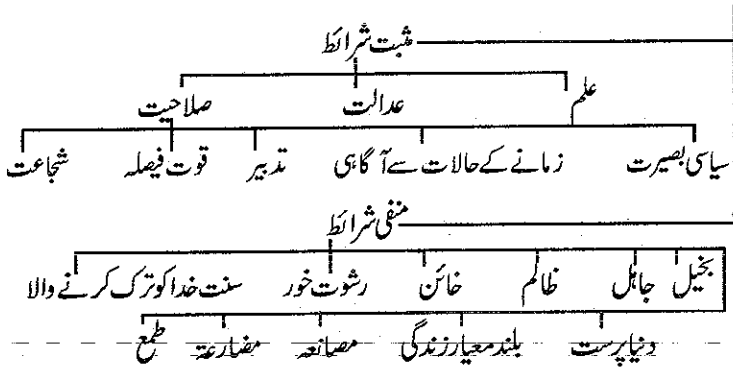 مثبت شرائط
علم عدالت صلاحیت
سیاسی بصیرت زمانے کے حالات سے آگاہی تدبیر قوت فیصلہ شجاعت
منفی شرائط
بخیل جاہل ظالم خائن رشوت خور سنت خدا کو ترک کرنے والا
دنیا پرست بلند معیار زندگی مصانعہ مضارعۃ طمع